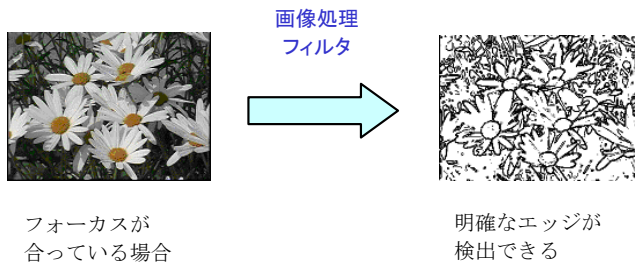 画像処理
フィルタ
フォーカスが
合っている場合
明確なエッジが
検出できる